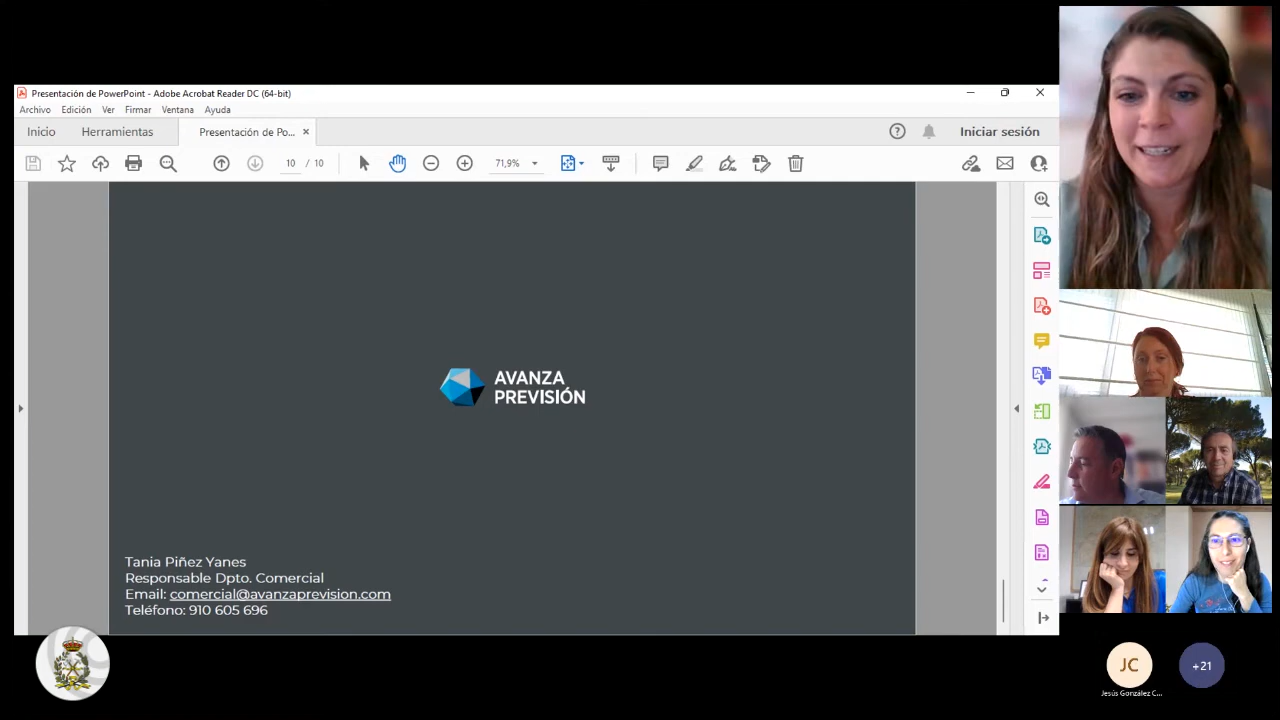 Presentación de PowerPoint - Adobe Acrobat Reader DC (64-bit)
Archivo Edición Ver Firmar Ventana Ayuda
Inicio Herramientas Presentación de Po... Iniciar sesión
10 / 10 71,9%
AVANZA
PREVISIÓN
Tania Piñez Yanes
Responsable Dpto. Comercial
Email: comercial@avanzaprevision.com
Teléfono: 910 605 696
JC
+21
Jesús González C...